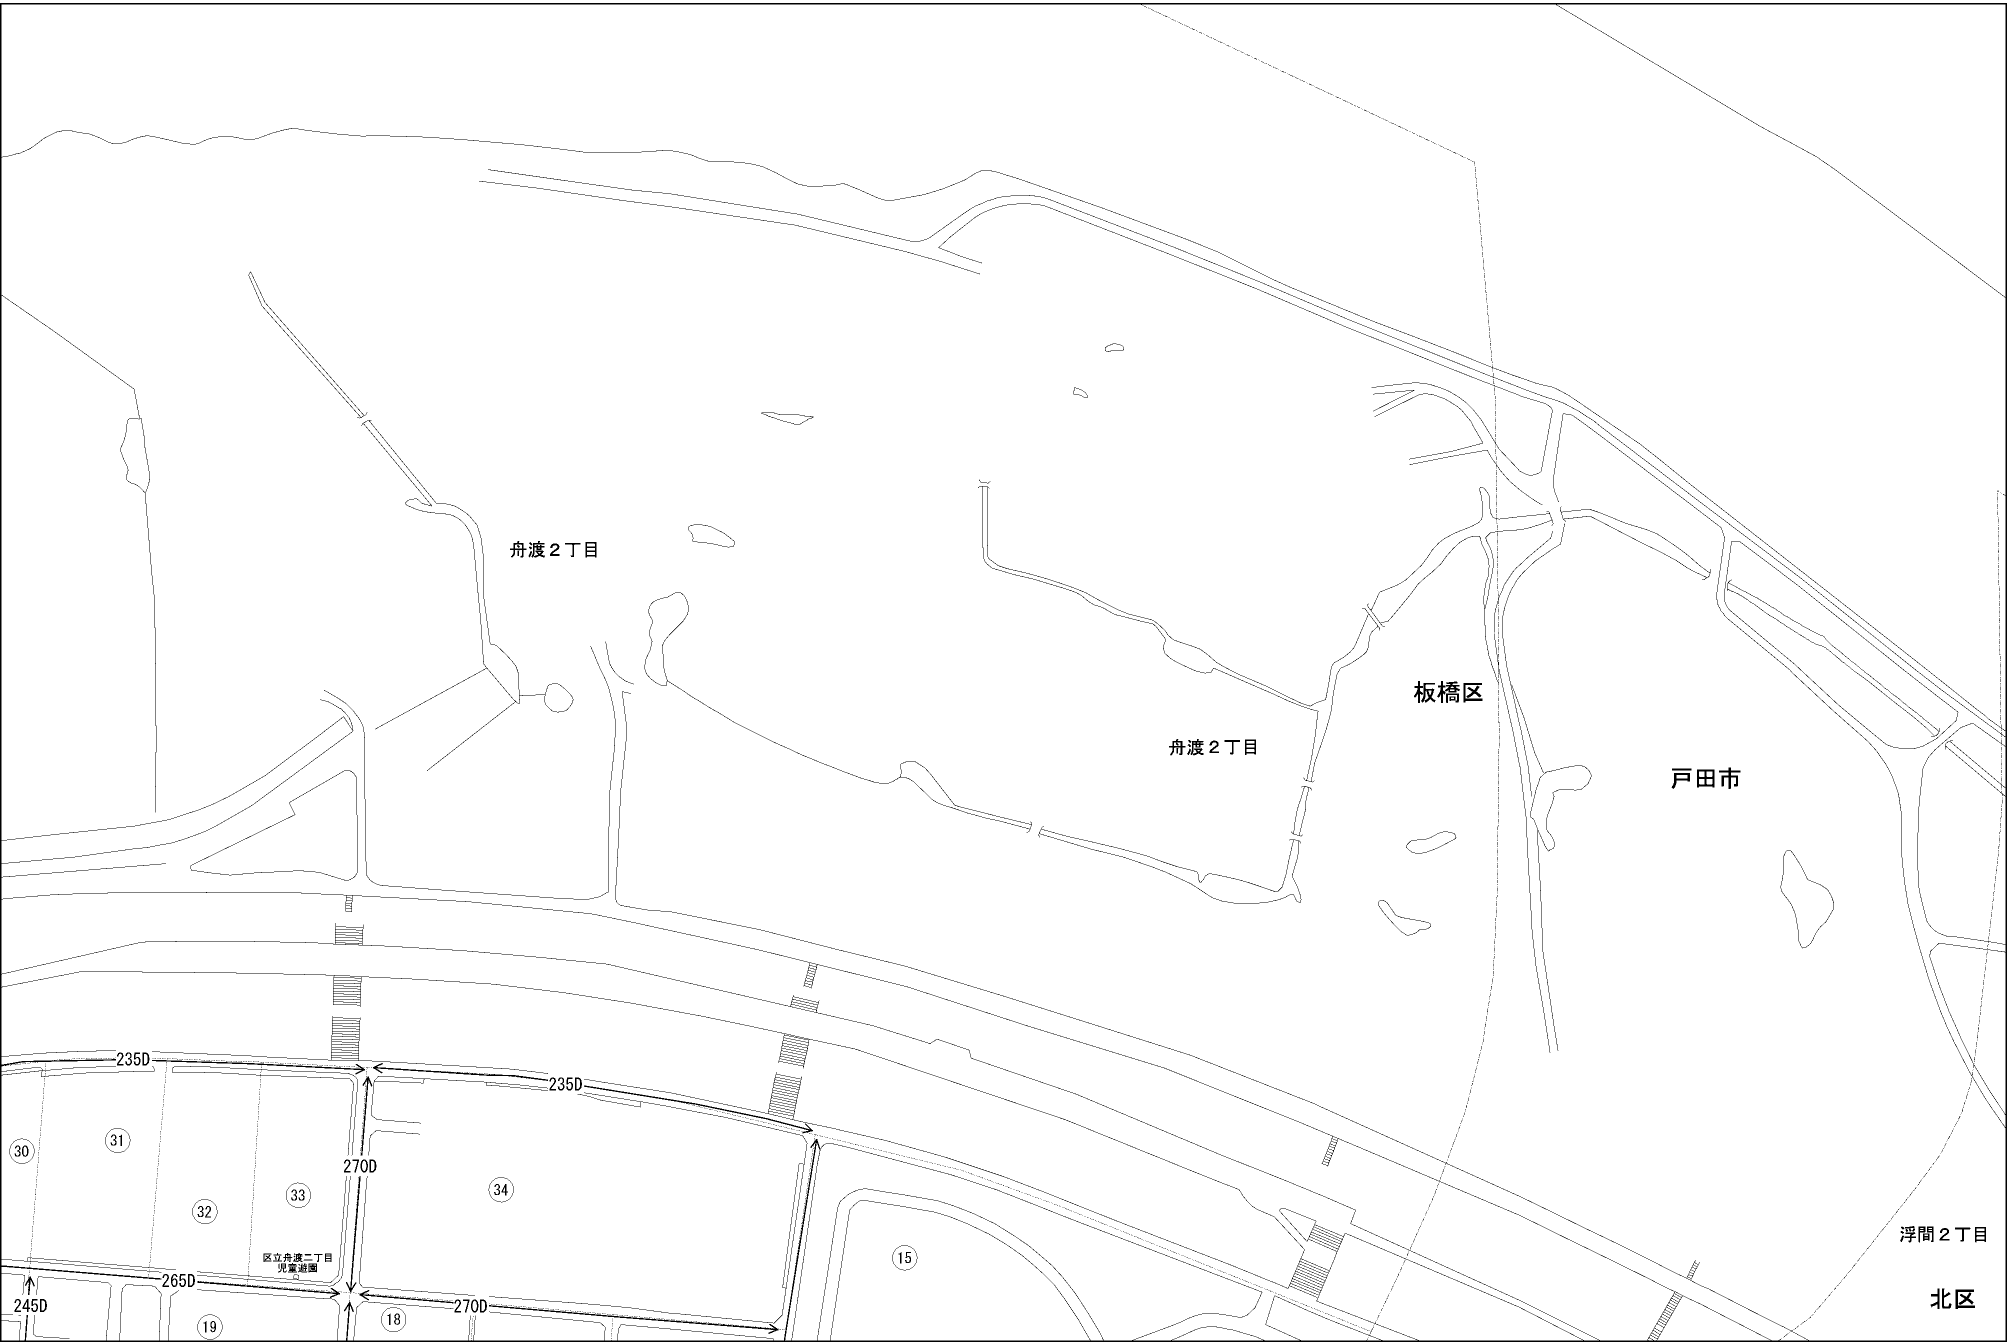 舟渡２丁目
板橋区
舟渡２丁目
戸田市
235D
235D
31
30
270D
34
33
32
浮間２丁目
区立舟渡二丁目
児童遊園
15
265D
北区
245D
270D
18
19